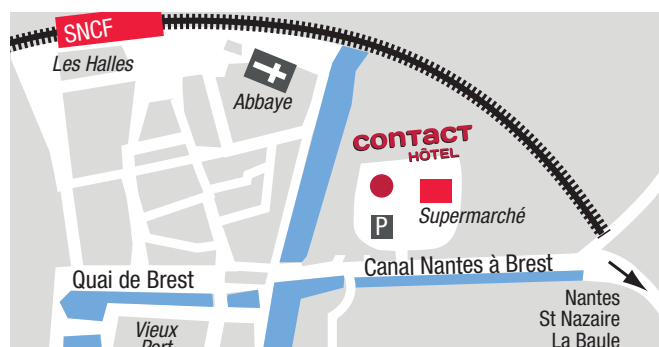 SNCF
Les Halles
Abbaye
contact
HÔTEL
P
Supermarché
Canal Nantes à Brest
Quai de Brest
Nantes
St Nazaire
La Baule
Vieux
Port